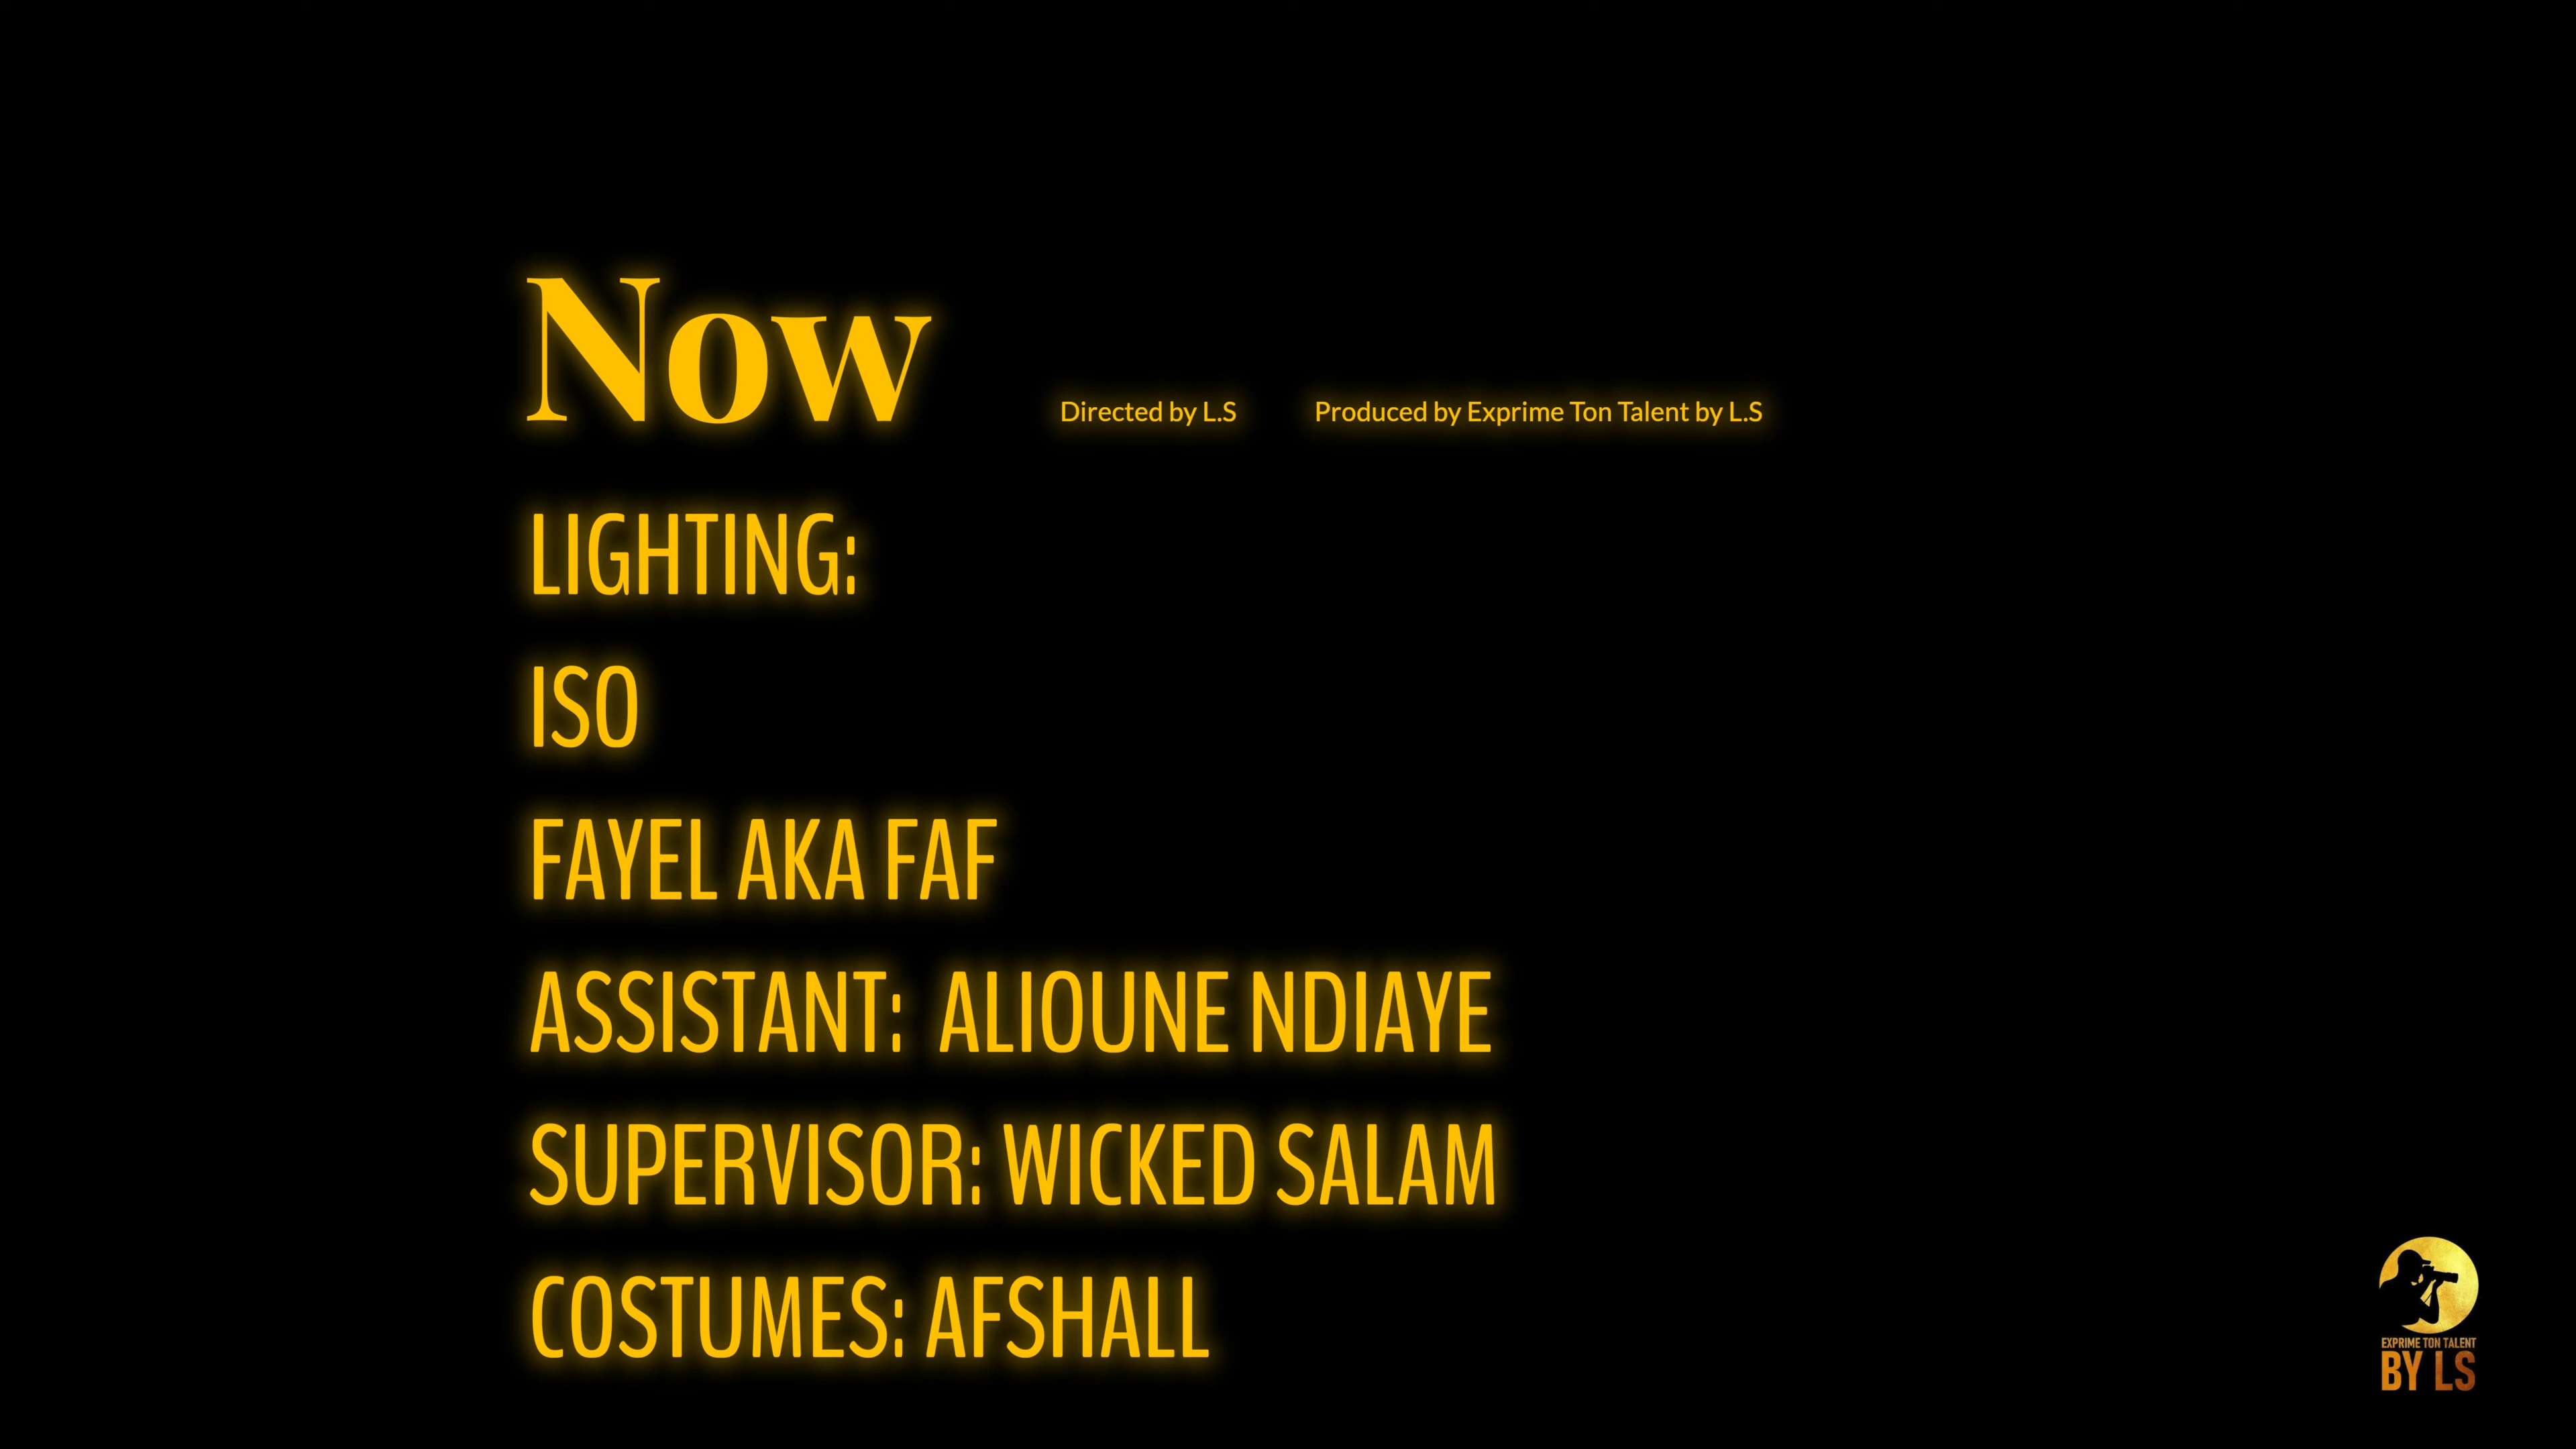 Now
Directed by L.S
Produced by Exprime Ton Talent by L.S
LIGHTING:
ISO
FAYEL AKA FAF
ASSISTANT:  ALIOUNE NDIAYE
SUPERVISOR: WICKED SALAM
COSTUMES: AFSHALL
EXPRIME TON TALENT
BY LS